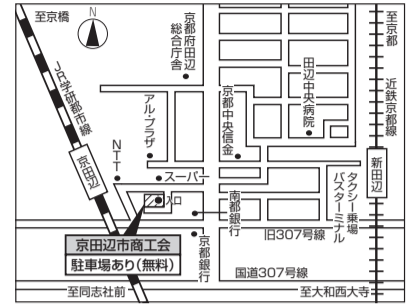 至京橋
N
京都府田辺
総合庁舎
至京都
近鉄京都線
JR学研都市線
アル・プラザ
京都中央信金
田辺中央病院
NTT
京田辺
スーパー
新田辺
タクシー乗場
バスターミナル
入口
南都銀行
京都銀行
旧307号線
京田辺市商工会
駐車場あり(無料)
国道307号線
至同志社前
至大和西大寺